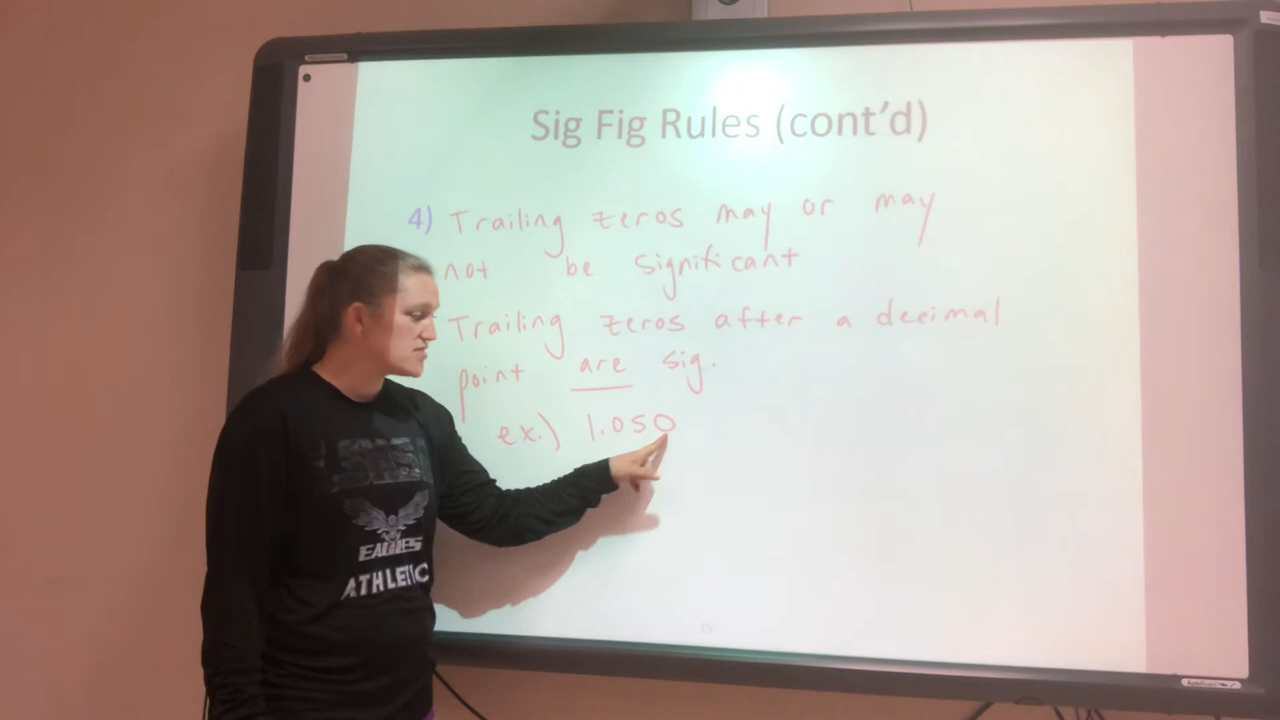 Sig Fig Rules (cont'd)
4) Trailing zeros may or may
not be significant
Trailing zeros after a decimal
point are sig.
ex.) 1.050
EAGLES
ATHLETIC